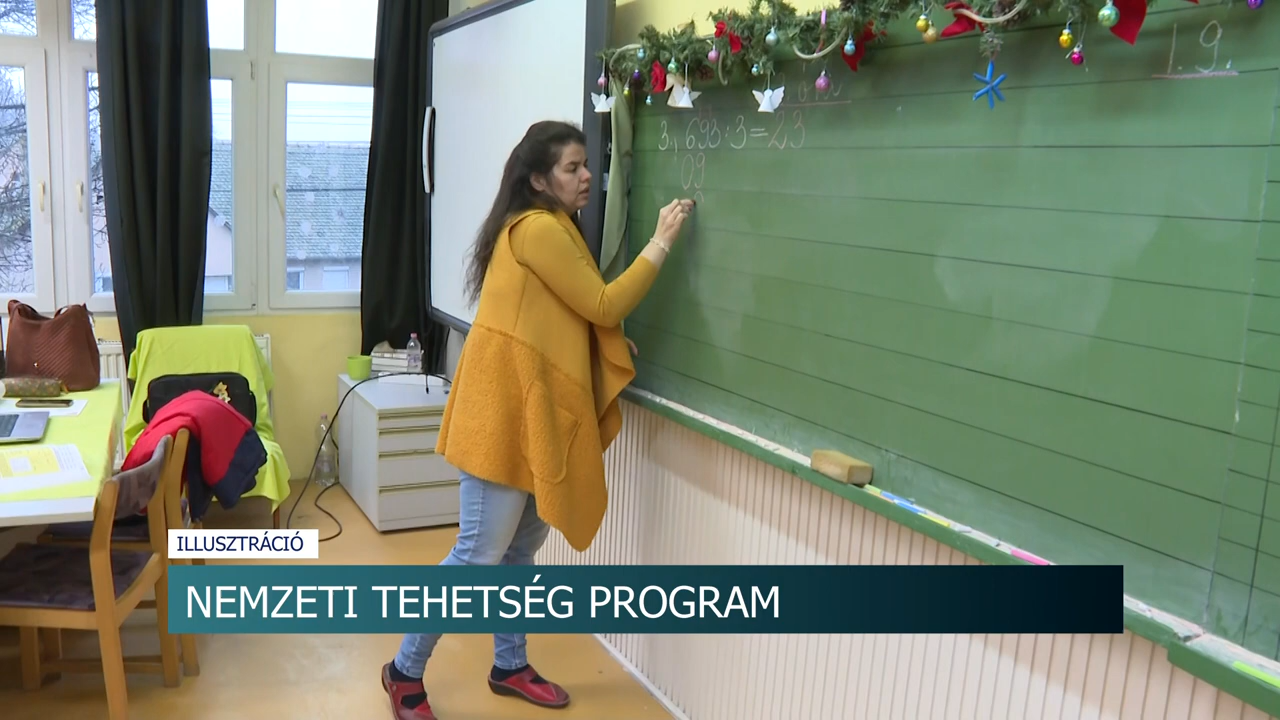 1.9.
3., 693:3=23
09
ILLUSZTRÁCIÓ
NEMZETI TEHETSÉG PROGRAM